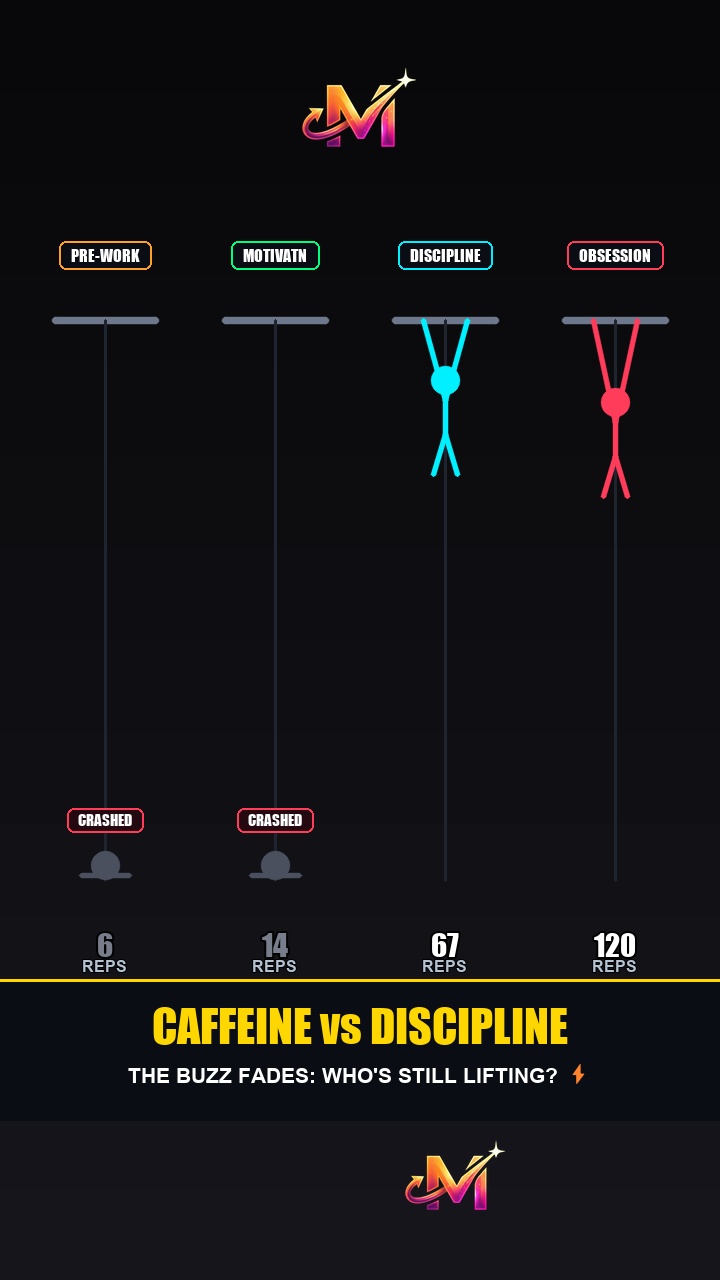 M
PRE-WORK
MOTIVATN
DISCIPLINE
OBSESSION
CRASHED
CRASHED
6
REPS
14
REPS
67
REPS
120
REPS
CAFFEINE vs DISCIPLINE
THE BUZZ FADES: WHO'S STILL LIFTING?
M